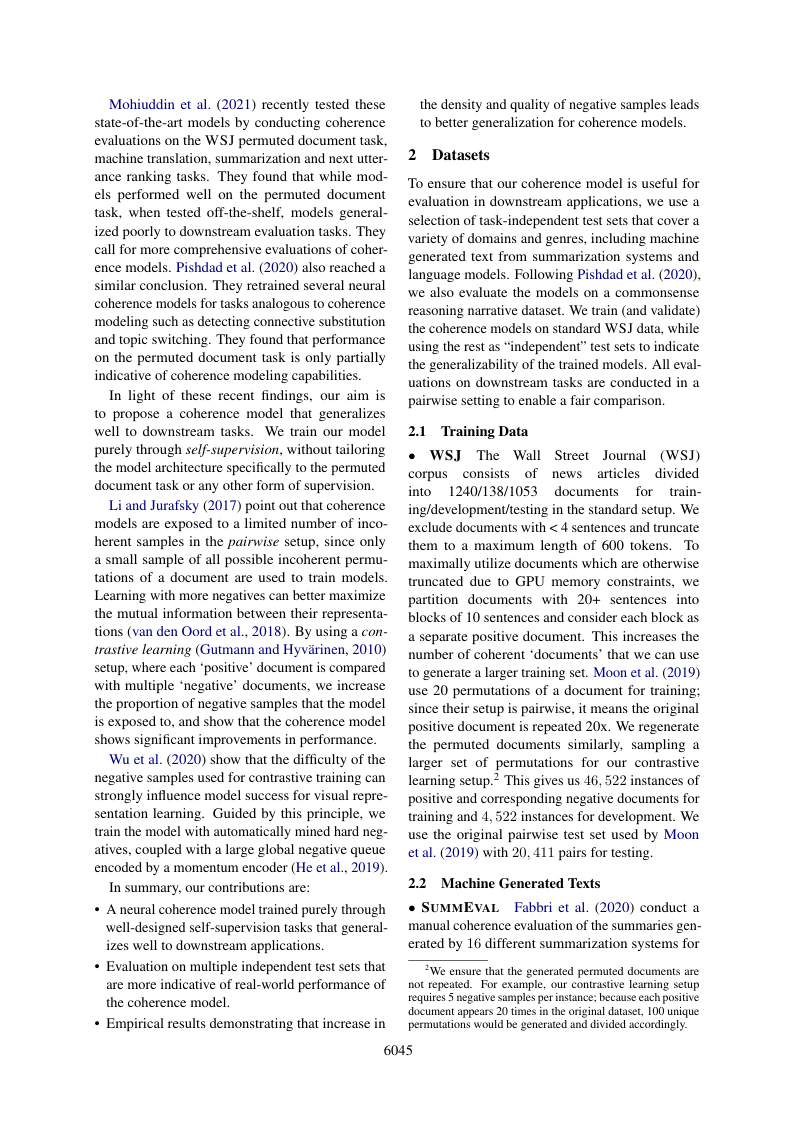 Mohiuddin et al. (2021) recently tested these
state-of-the-art models by conducting coherence
evaluations on the WSJ permuted document task,
machine translation, summarization and next utter-
ance ranking tasks. They found that while mod-
els performed well on the permuted document
task, when tested off-the-shelf, models general-
ized poorly to downstream evaluation tasks. They
call for more comprehensive evaluations of coher-
ence models. Pishdad et al. (2020) also reached a
similar conclusion. They retrained several neural
coherence models for tasks analogous to coherence
modeling such as detecting connective substitution
and topic switching. They found that performance
on the permuted document task is only partially
indicative of coherence modeling capabilities.
In light of these recent findings, our aim is
to propose a coherence model that generalizes
well to downstream tasks. We train our model
purely through self-supervision, without tailoring
the model architecture specifically to the permuted
document task or any other form of supervision.
Li and Jurafsky (2017) point out that coherence
models are exposed to a limited number of inco-
herent samples in the pairwise setup, since only
a small sample of all possible incoherent permu-
tations of a document are used to train models.
Learning with more negatives can better maximize
the mutual information between their representa-
tions (van den Oord et al., 2018). By using a con-
trastive learning (Gutmann and Hyvärinen, 2010)
setup, where each ‘positive’ document is compared
with multiple ‘negative’ documents, we increase
the proportion of negative samples that the model
is exposed to, and show that the coherence model
shows significant improvements in performance.
Wu et al. (2020) show that the difficulty of the
negative samples used for contrastive training can
strongly influence model success for visual repre-
sentation learning. Guided by this principle, we
train the model with automatically mined hard neg-
atives, coupled with a large global negative queue
encoded by a momentum encoder (He et al., 2019).
In summary, our contributions are:
• A neural coherence model trained purely through
well-designed self-supervision tasks that general-
izes well to downstream applications.
• Evaluation on multiple independent test sets that
are more indicative of real-world performance of
the coherence model.
• Empirical results demonstrating that increase in
the density and quality of negative samples leads
to better generalization for coherence models.
2 Datasets
To ensure that our coherence model is useful for
evaluation in downstream applications, we use a
selection of task-independent test sets that cover a
variety of domains and genres, including machine
generated text from summarization systems and
language models. Following Pishdad et al. (2020),
we also evaluate the models on a commonsense
reasoning narrative dataset. We train (and validate)
the coherence models on standard WSJ data, while
using the rest as “independent” test sets to indicate
the generalizability of the trained models. All eval-
uations on downstream tasks are conducted in a
pairwise setting to enable a fair comparison.
2.1 Training Data
• WSJ The Wall Street Journal (WSJ)
corpus consists of news articles divided
into 1240/138/1053 documents for train-
ing/development/testing in the standard setup. We
exclude documents with < 4 sentences and truncate
them to a maximum length of 600 tokens. To
maximally utilize documents which are otherwise
truncated due to GPU memory constraints, we
partition documents with 20+ sentences into
blocks of 10 sentences and consider each block as
a separate positive document. This increases the
number of coherent ‘documents’ that we can use
to generate a larger training set. Moon et al. (2019)
use 20 permutations of a document for training;
since their setup is pairwise, it means the original
positive document is repeated 20x. We regenerate
the permuted documents similarly, sampling a
larger set of permutations for our contrastive
learning setup.2 This gives us 46, 522 instances of
positive and corresponding negative documents for
training and 4, 522 instances for development. We
use the original pairwise test set used by Moon
et al. (2019) with 20, 411 pairs for testing.
2.2 Machine Generated Texts
• SUMMEVAL Fabbri et al. (2020) conduct a
manual coherence evaluation of the summaries gen-
erated by 16 different summarization systems for
2We ensure that the generated permuted documents are
not repeated. For example, our contrastive learning setup
requires 5 negative samples per instance; because each positive
document appears 20 times in the original dataset, 100 unique
permutations would be generated and divided accordingly.
6045